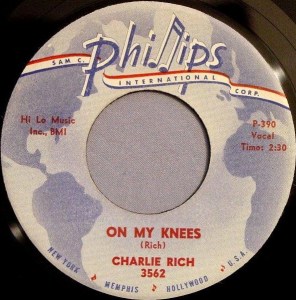 SAM C.
Phillips
INTERNATIONAL
CORP.
Hi Lo Music
Inc., BMI
P-390
Vocal
Time: 2:30
ON MY KNEES
(Rich)
CHARLIE RICH
3562
NEW YORK
MEMPHIS
HOLLYWOOD
U.S.A.